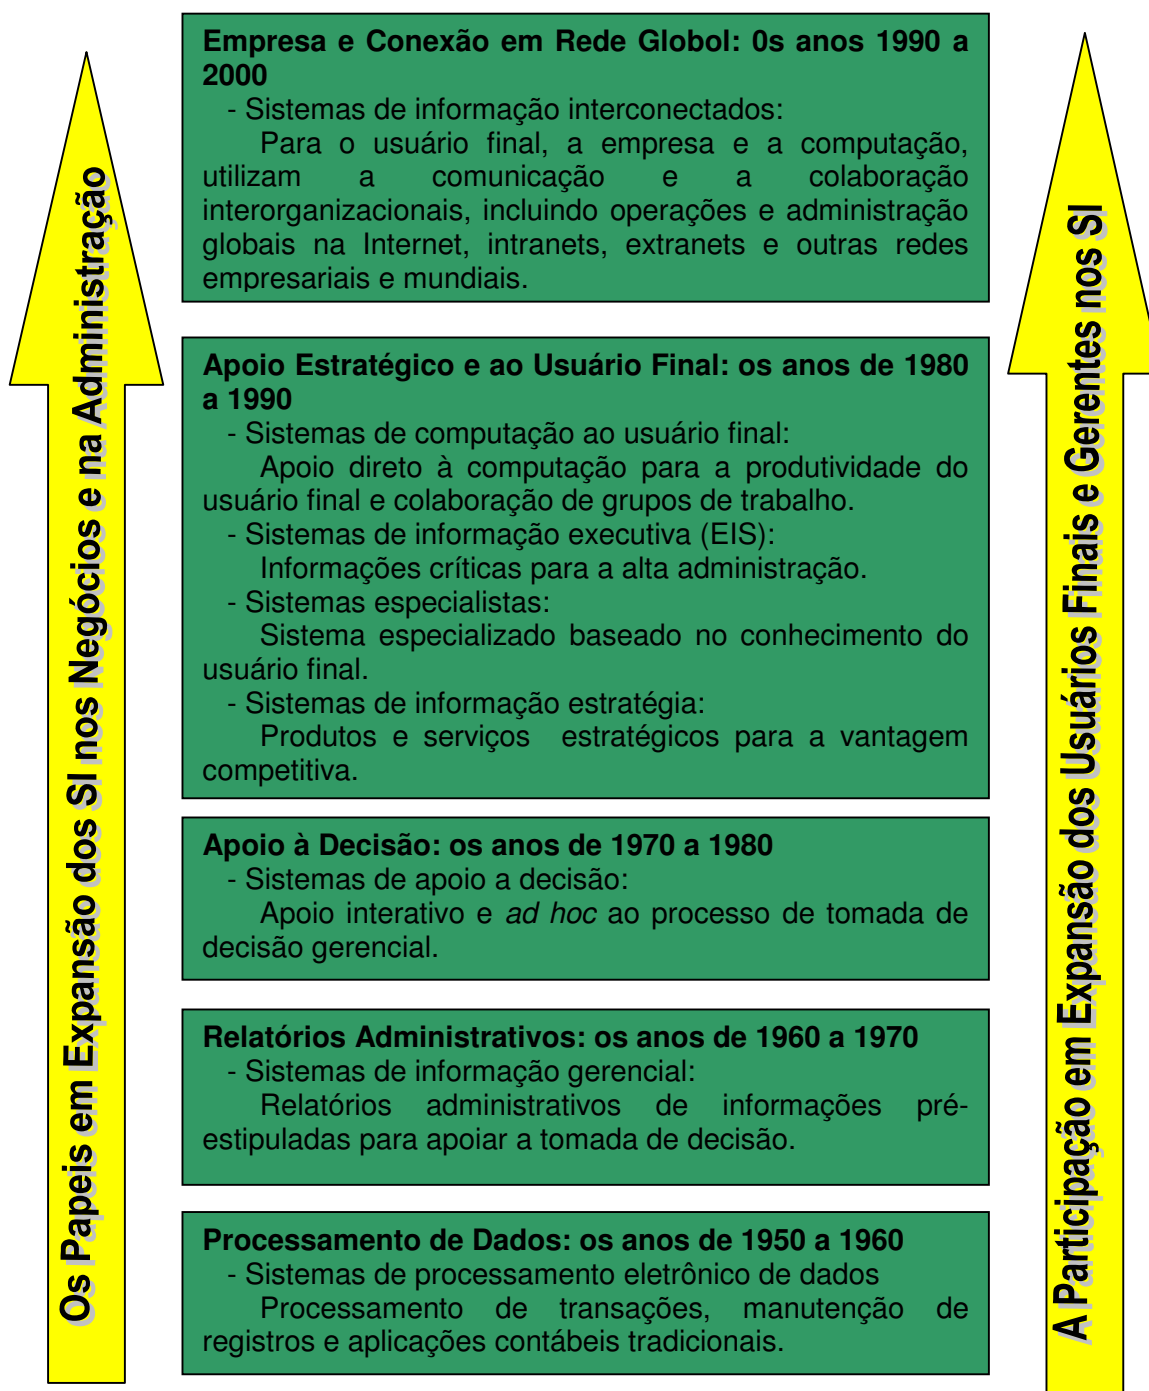 Os Papeis em Expansão dos SI nos Negócios e na Administração
Empresa e Conexão em Rede Globol: 0s anos 1990 a
2000
- Sistemas de informação interconectados:
Para o usuário final, a empresa e a computação,
utilizam a comunicação e a colaboração
interorganizacionais, incluindo operações e administração
globais na Internet, intranets, extranets e outras redes
empresariais e mundiais.
Apoio Estratégico e ao Usuário Final: os anos de 1980
a 1990
- Sistemas de computação ao usuário final:
Apoio direto à computação para a produtividade do
usuário final e colaboração de grupos de trabalho.
- Sistemas de informação executiva (EIS):
Informações críticas para a alta administração.
- Sistemas especialistas:
Sistema especializado baseado no conhecimento do
usuário final.
- Sistemas de informação estratégia:
Produtos e serviços estratégicos para a vantagem
competitiva.
Apoio à Decisão: os anos de 1970 a 1980
- Sistemas de apoio a decisão:
Apoio interativo e ad hoc ao processo de tomada de
decisão gerencial.
Relatórios Administrativos: os anos de 1960 a 1970
- Sistemas de informação gerencial:
Relatórios administrativos de informações pré-
estipuladas para apoiar a tomada de decisão.
Processamento de Dados: os anos de 1950 a 1960
- Sistemas de processamento eletrônico de dados
Processamento de transações, manutenção de
registros e aplicações contábeis tradicionais.
A Participação em Expansão dos Usuários Finais e Gerentes nos SI